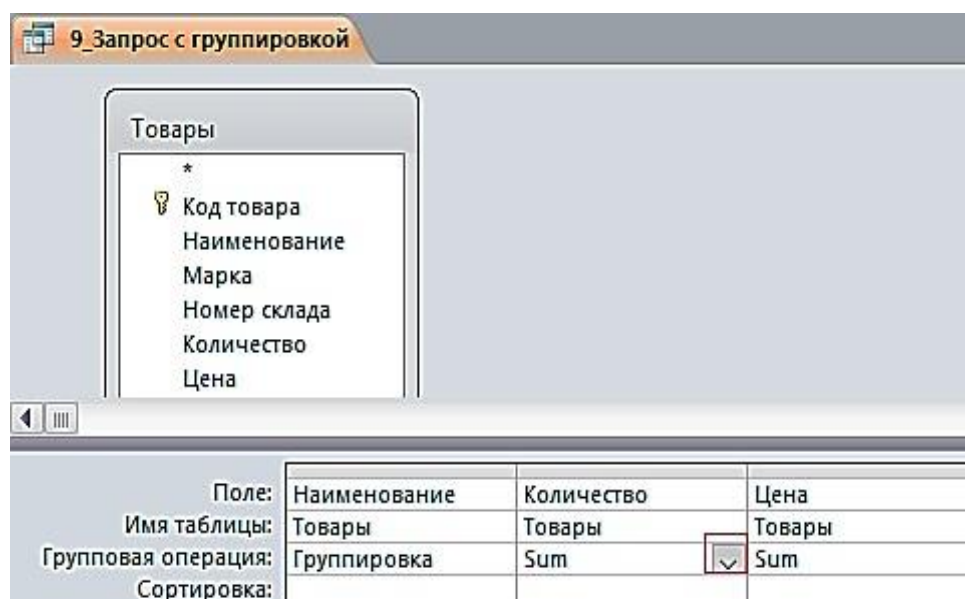 9_Запрос с группировкой
Товары
*
Код товара
Наименование
Марка
Номер склада
Количество
Цена
Поле: Наименование Количество Цена
Имя таблицы: Товары Товары Товары
Групповая операция: Группировка Sum Sum
Сортировка: